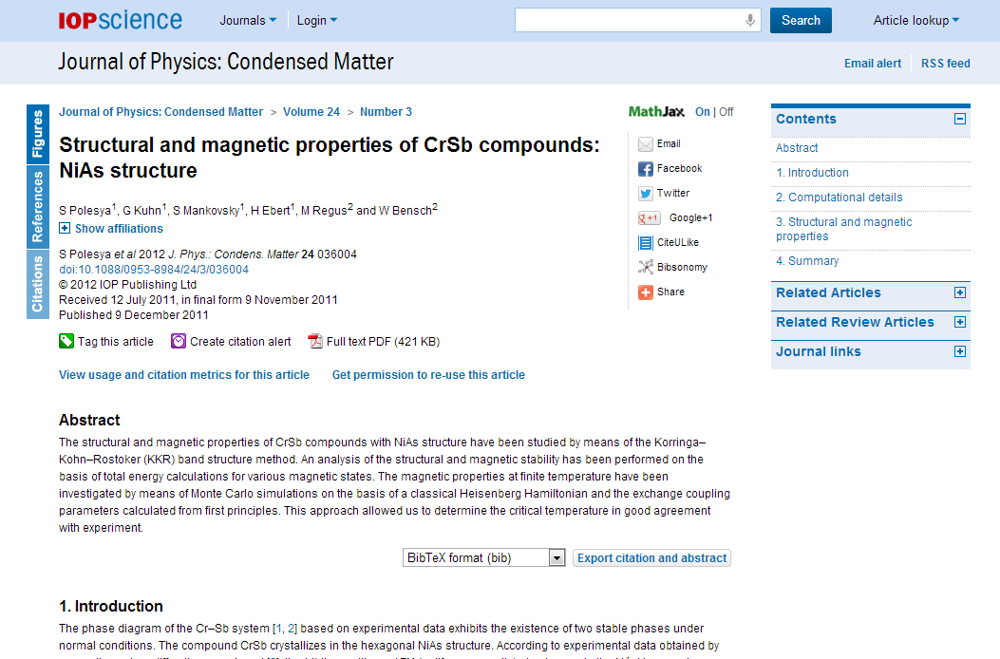 IOPscience
Journals
Login
Search
Article lookup
Journal of Physics: Condensed Matter
Email alert
RSS feed
Figures
References
Citations
Journal of Physics: Condensed Matter > Volume 24 > Number 3
Structural and magnetic properties of CrSb compounds:
NiAs structure
S Polesya1, G Kuhn1, S Mankovsky1, H Ebert1, M Regus2 and W Bensch2
Show affiliations
S Polesya et al 2012 J. Phys.: Condens. Matter 24 036004
doi:10.1088/0953-8984/24/3/036004
© 2012 IOP Publishing Ltd
Received 12 July 2011, in final form 9 November 2011
Published 9 December 2011
Tag this article
Create citation alert
Full text PDF (421 KB)
View usage and citation metrics for this article
Get permission to re-use this article
MathJax On | Off
Email
Facebook
Twitter
g +1 Google+1
CiteULike
Bibsonomy
Share
Contents
Abstract
1. Introduction
2. Computational details
3. Structural and magnetic
properties
4. Summary
Related Articles
Related Review Articles
Journal links
Abstract
The structural and magnetic properties of CrSb compounds with NiAs structure have been studied by means of the Korringa–
Kohn–Rostoker (KKR) band structure method. An analysis of the structural and magnetic stability has been performed on the
basis of total energy calculations for various magnetic states. The magnetic properties at finite temperature have been
investigated by means of Monte Carlo simulations on the basis of a classical Heisenberg Hamiltonian and the exchange coupling
parameters calculated from first principles. This approach allowed us to determine the critical temperature in good agreement
with experiment.
BibTeX format (bib)
Export citation and abstract
1. Introduction
The phase diagram of the Cr–Sb system [1, 2] based on experimental data exhibits the existence of two stable phases under
normal conditions. The compound CrSb crystallizes in the hexagonal NiAs structure. According to experimental data obtained by